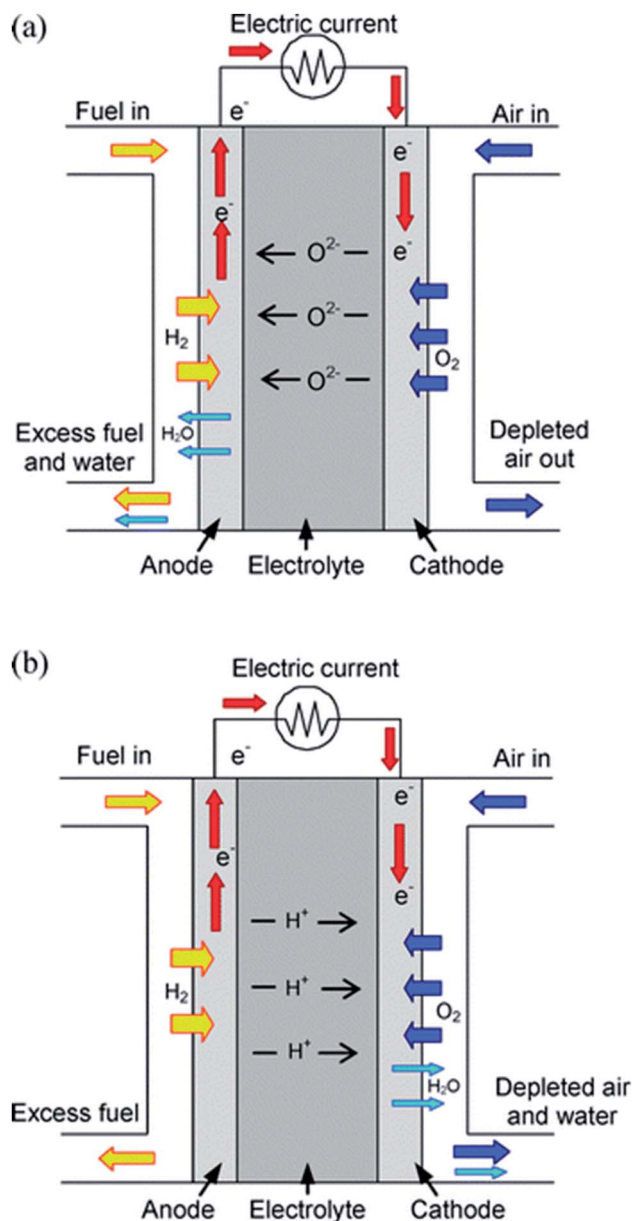 (a)
Electric current
Fuel in
e⁻
Air in
e⁻
e⁻
e⁻
O²⁻
O²⁻
O²⁻
H₂
O₂
H₂O
Excess fuel
and water
Depleted
air out
Anode
Electrolyte
Cathode
(b)
Electric current
Fuel in
e⁻
Air in
e⁻
e⁻
e⁻
H⁺
H⁺
H⁺
H₂
O₂
H₂O
Excess fuel
Depleted air
and water
Anode
Electrolyte
Cathode